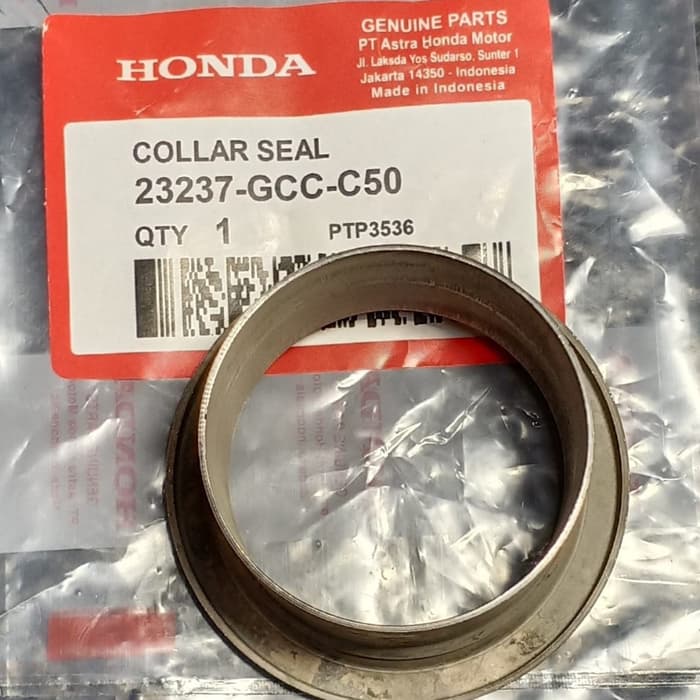 HONDA
GENUINE PARTS
PT Astra Honda Motor
Jl. Laksda Yos Sudarso, Sunter 1
Jakarta 14350 - Indonesia
Made in Indonesia
COLLAR SEAL
23237-GCC-C50
QTY 1 PTP3536
HONDA